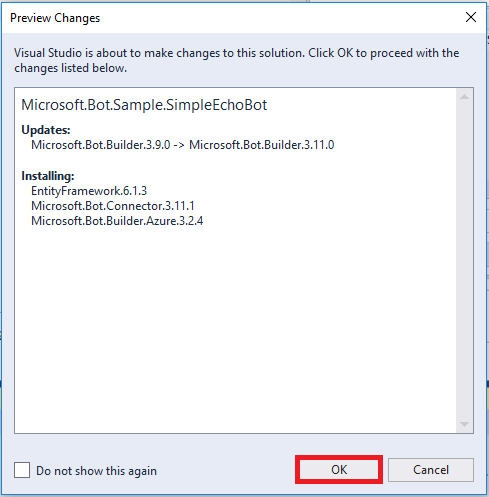 Preview Changes
Visual Studio is about to make changes to this solution. Click OK to proceed with the
changes listed below.
Microsoft.Bot.Sample.SimpleEchoBot
Updates:
Microsoft.Bot.Builder.3.9.0 -> Microsoft.Bot.Builder.3.11.0
Installing:
EntityFramework.6.1.3
Microsoft.Bot.Connector.3.11.1
Microsoft.Bot.Builder.Azure.3.2.4
Do not show this again
OK
Cancel